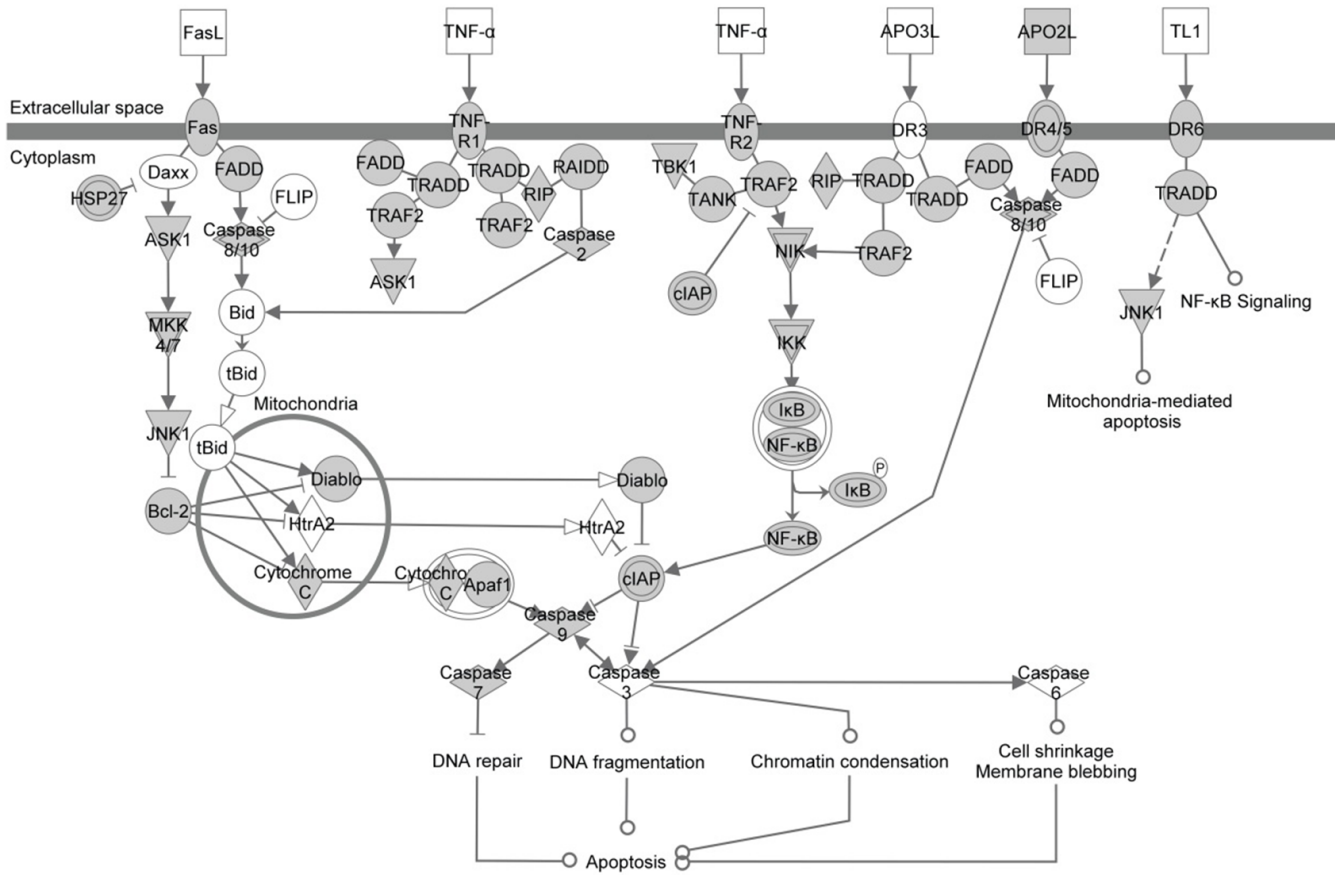 FasL
TNF-α
TNF-α
APO3L
APO2L
TL1
Extracellular space
Fas
TNF-
R1
TNF-
R2
DR3
DR4/5
DR6
Cytoplasm
Daxx
FADD
FADD
TRADD
TRADD
RAIDD
TBK1
TRAF2
RIP
TRADD
FADD
FADD
TRADD
HSP27
FLIP
RIP
TANK
TRADD
TRAF2
TRAF2
Caspase
8/10
ASK1
Caspase
8/10
Caspase
2
NIK
TRAF2
ASK1
cIAP
FLIP
JNK1
NF-κB Signaling
Bid
MKK
4/7
IKK
tBid
Mitochondria
Mitochondria-mediated
apoptosis
IκB
NF-κB
JNK1
tBid
Diablo
Diablo
P
IκB
Bcl-2
HtrA2
HtrA2
NF-κB
Cytochrome
C
Cytochro
C
Apaf1
cIAP
Caspase
9
Caspase
7
Caspase
3
Caspase
6
DNA repair
DNA fragmentation
Chromatin condensation
Cell shrinkage
Membrane blebbing
Apoptosis